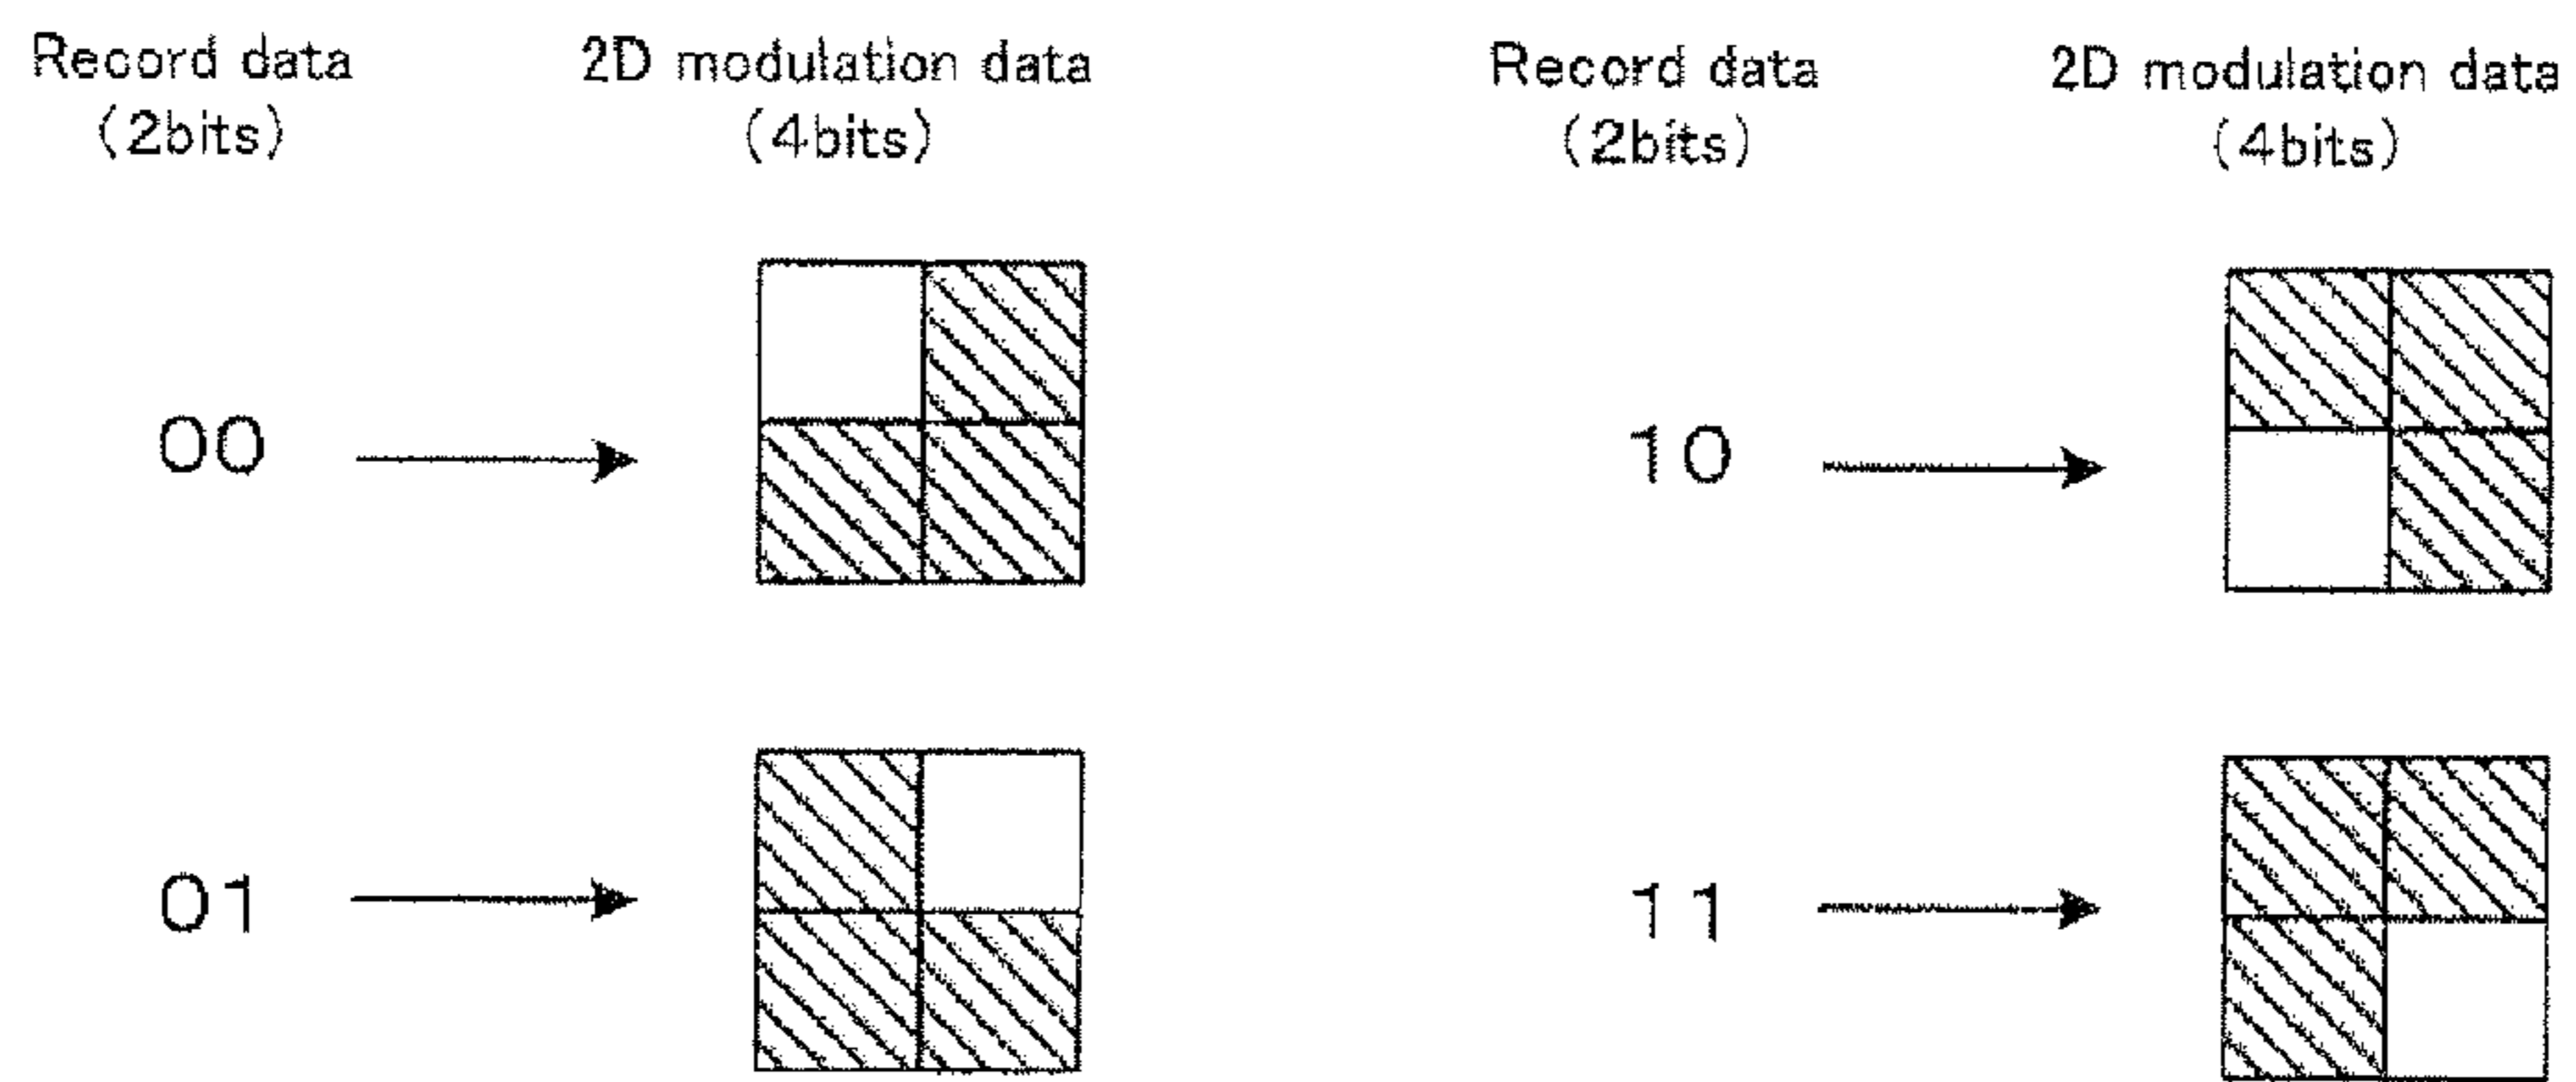 Record data 2D modulation data
(2bits) (4bits)
00
01
Record data 2D modulation data
(2bits) (4bits)
10
11